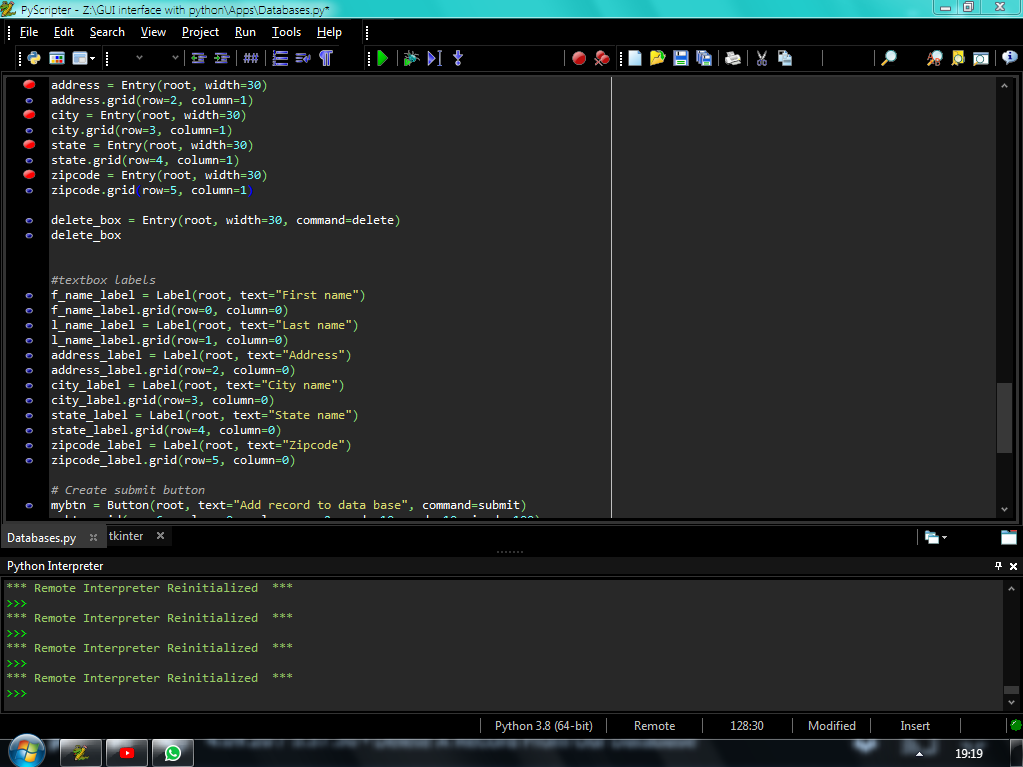 PyScripter - Z:\GUI interface with python\Apps\Databases.py*
File Edit Search View Project Run Tools Help
address = Entry(root, width=30)
address.grid(row=2, column=1)
city = Entry(root, width=30)
city.grid(row=3, column=1)
state = Entry(root, width=30)
state.grid(row=4, column=1)
zipcode = Entry(root, width=30)
zipcode.grid(row=5, column=1)
delete_box = Entry(root, width=30, command=delete)
delete_box
#textbox labels
f_name_label = Label(root, text="First name")
f_name_label.grid(row=0, column=0)
l_name_label = Label(root, text="Last name")
l_name_label.grid(row=1, column=0)
address_label = Label(root, text="Address")
address_label.grid(row=2, column=0)
city_label = Label(root, text="City name")
city_label.grid(row=3, column=0)
state_label = Label(root, text="State name")
state_label.grid(row=4, column=0)
zipcode_label = Label(root, text="Zipcode")
zipcode_label.grid(row=5, column=0)
# Create submit button
mybtn = Button(root, text="Add record to data base", command=submit)
Databases.py tkinter
Python Interpreter
*** Remote Interpreter Reinitialized ***
>>>
*** Remote Interpreter Reinitialized ***
>>>
*** Remote Interpreter Reinitialized ***
>>>
*** Remote Interpreter Reinitialized ***
>>>
Python 3.8 (64-bit) Remote 128:30 Modified Insert
19:19